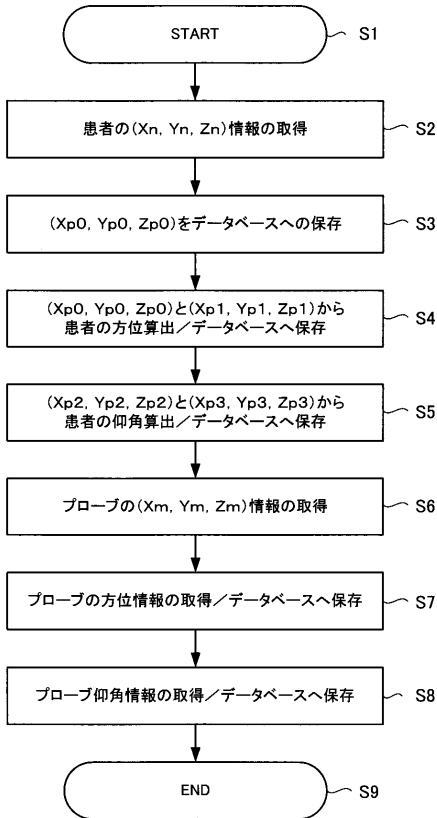 START
S1
患者の(Xn, Yn, Zn)情報の取得
S2
(Xp0, Yp0, Zp0)をデータベースへの保存
S3
(Xp0, Yp0, Zp0)と(Xp1, Yp1, Zp1)から
患者の方位算出／データベースへ保存
S4
(Xp2, Yp2, Zp2)と(Xp3, Yp3, Zp3)から
患者の仰角算出／データベースへ保存
S5
プローブの(Xm, Ym, Zm)情報の取得
S6
プローブの方位情報の取得／データベースへ保存
S7
プローブ仰角情報の取得／データベースへ保存
S8
END
S9